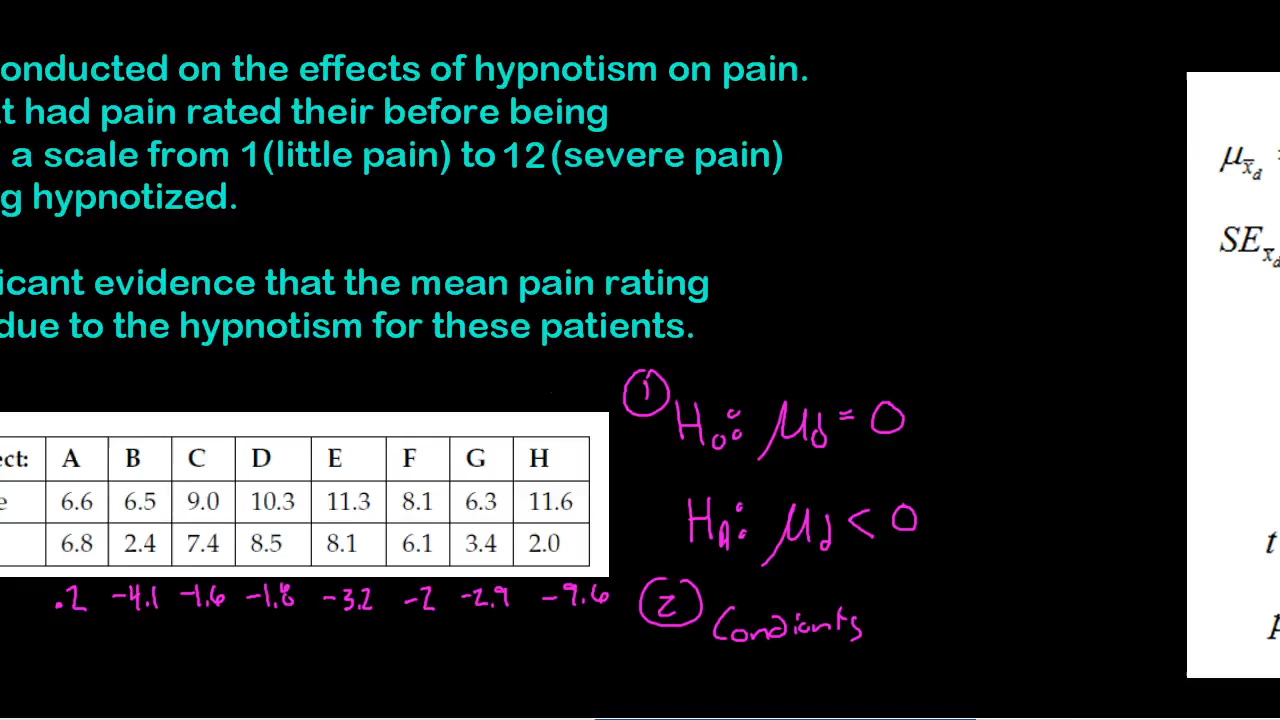 onducted on the effects of hypnotism on pain.
t had pain rated their before being
a scale from 1(little pain) to 12 (severe pain)
g hypnotized.
icant evidence that the mean pain rating
due to the hypnotism for these patients.
ect: A B C D E F G H
e 6.6 6.5 9.0 10.3 11.3 8.1 6.3 11.6
6.8 2.4 7.4 8.5 8.1 6.1 3.4 2.0
.2 -4.1 -1.6 -1.8 -3.2 -2 -2.9 -9.6
1 H₀: μd = 0
HA: μd < 0
2 Condionts
μx̄d =
SEx̄d
t
p